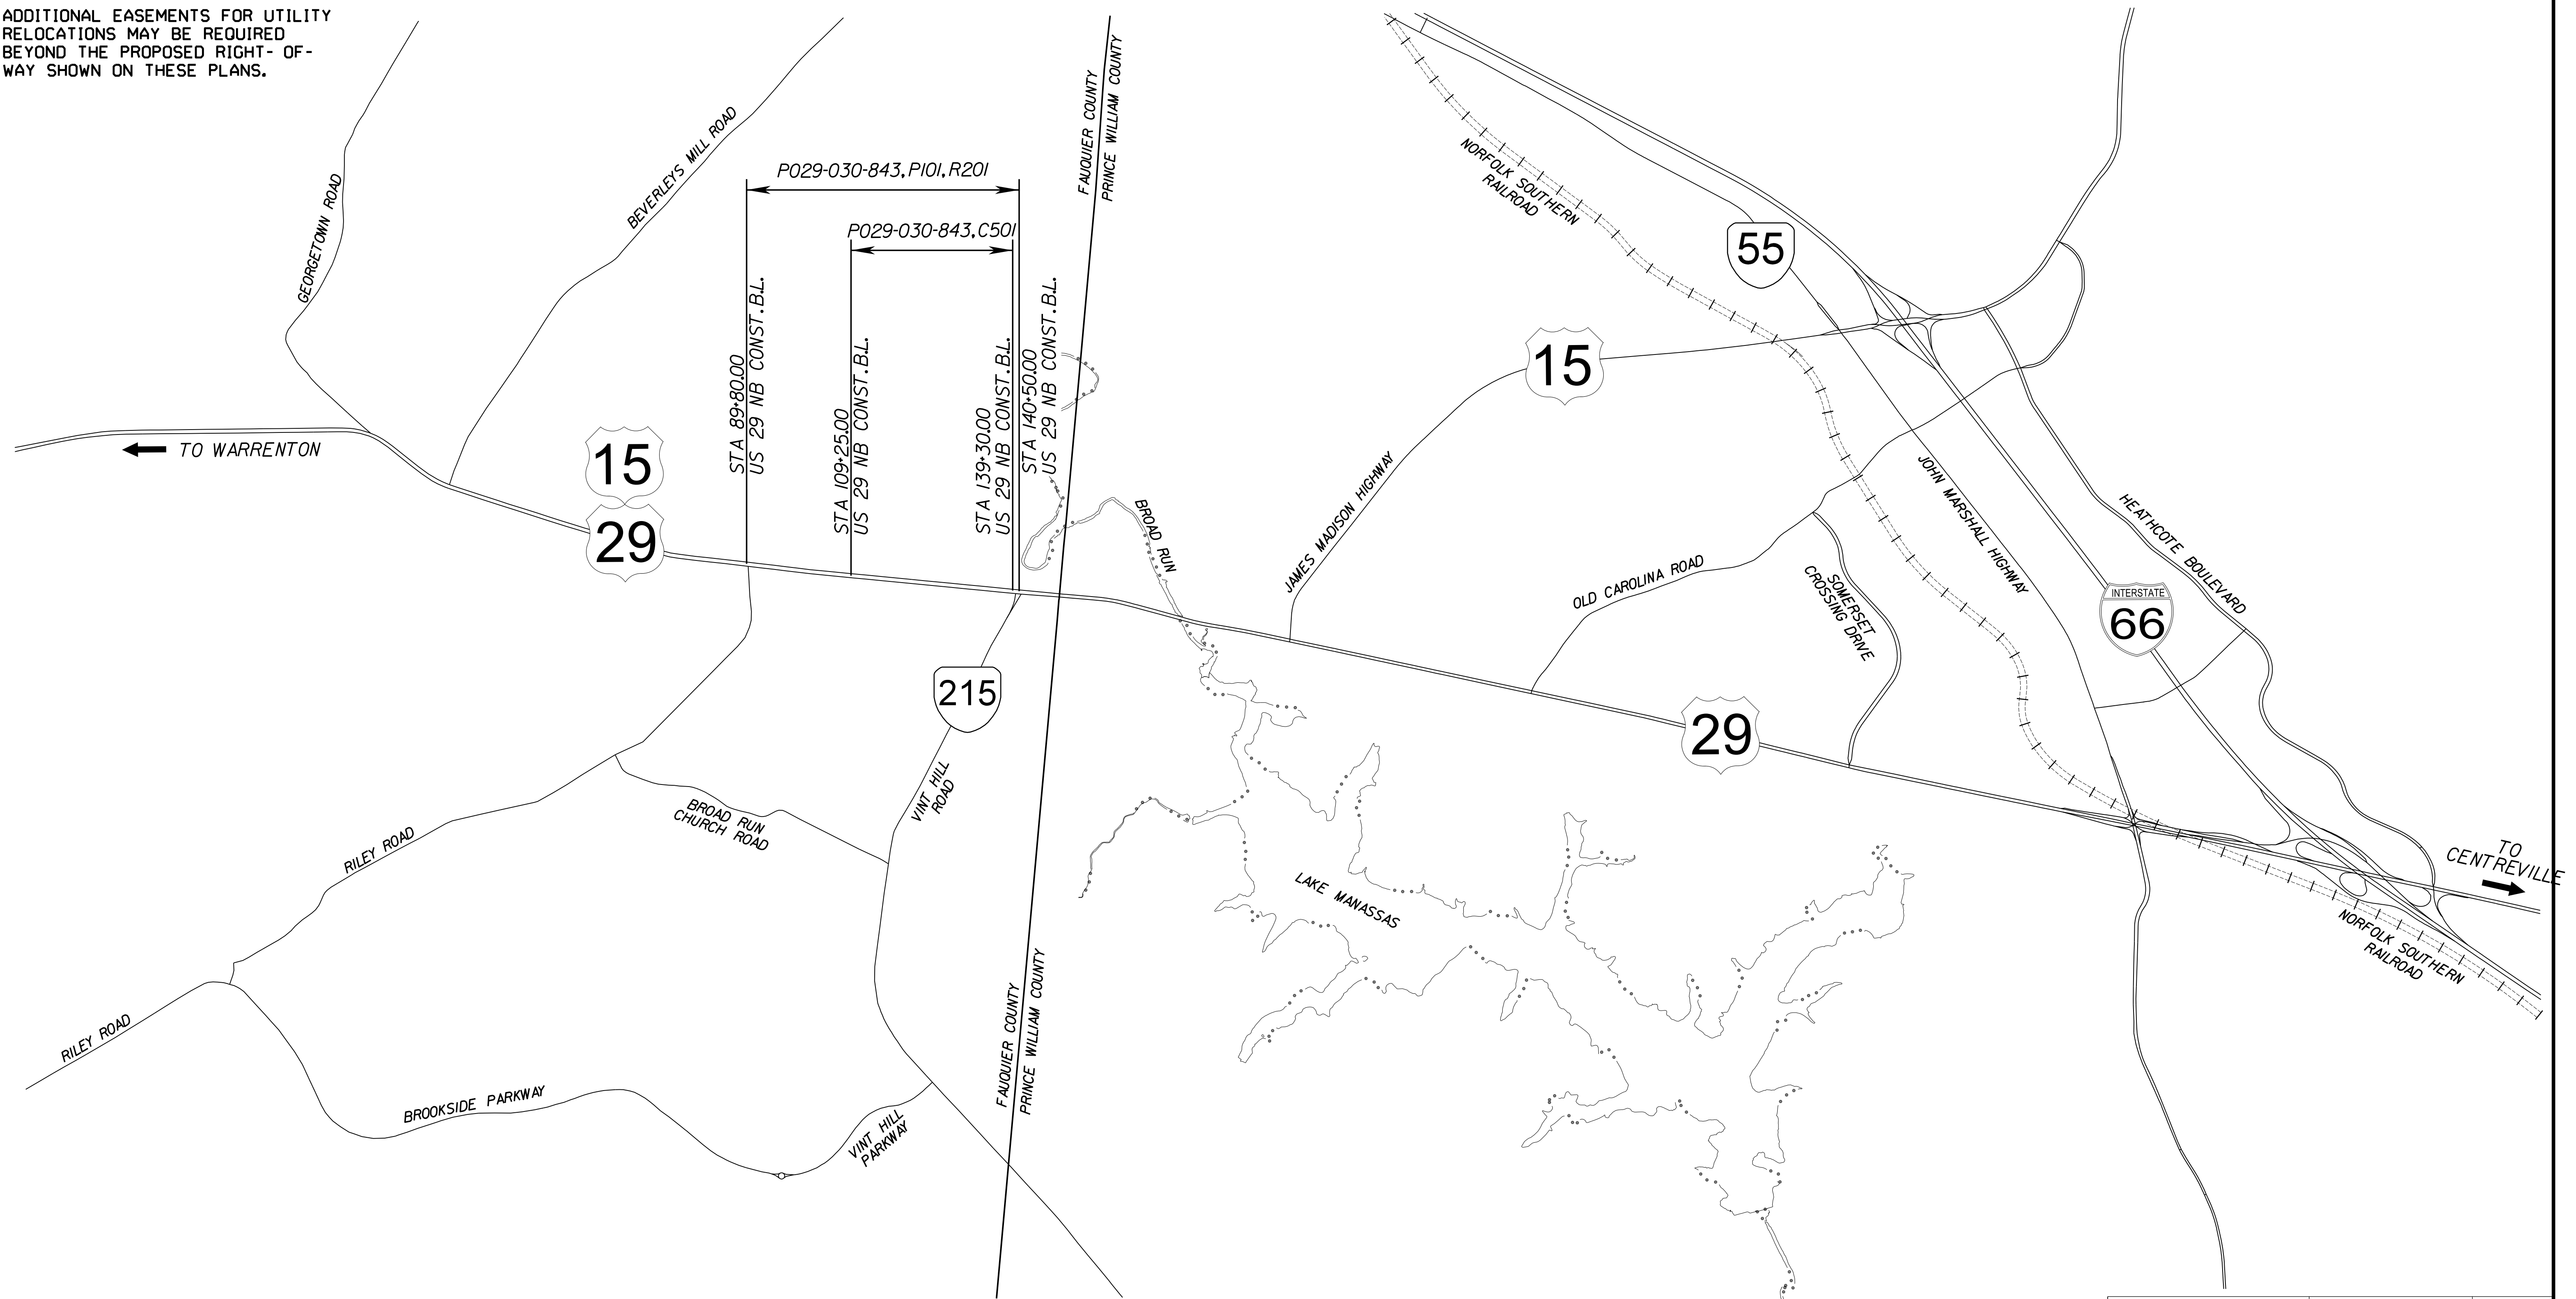 ADDITIONAL EASEMENTS FOR UTILITY
RELOCATIONS MAY BE REQUIRED
BEYOND THE PROPOSED RIGHT-OF-
WAY SHOWN ON THESE PLANS.
GEORGETOWN ROAD
BEVERLEYS MILL ROAD
P029-030-843,P101,R201
P029-030-843,C501
STA 89+80.00
US 29 NB CONST.B.L.
STA 109+25.00
US 29 NB CONST.B.L.
STA 139+30.00
US 29 NB CONST.B.L.
STA 140+50.00
US 29 NB CONST.B.L.
FAUQUIER COUNTY
PRINCE WILLIAM COUNTY
NORFOLK SOUTHERN
RAILROAD
55
15
TO WARRENTON
15
29
BROAD RUN
JAMES MADISON HIGHWAY
OLD CAROLINA ROAD
SOMERSET
CROSSING DRIVE
JOHN MARSHALL HIGHWAY
HEATHCOTE BOULEVARD
INTERSTATE
66
215
29
VINT HILL
ROAD
BROAD RUN
CHURCH ROAD
RILEY ROAD
LAKE MANASSAS
TO
CENTREVILLE
NORFOLK SOUTHERN
RAILROAD
FAUQUIER COUNTY
PRINCE WILLIAM COUNTY
RILEY ROAD
BROOKSIDE PARKWAY
VINT HILL
PARKWAY